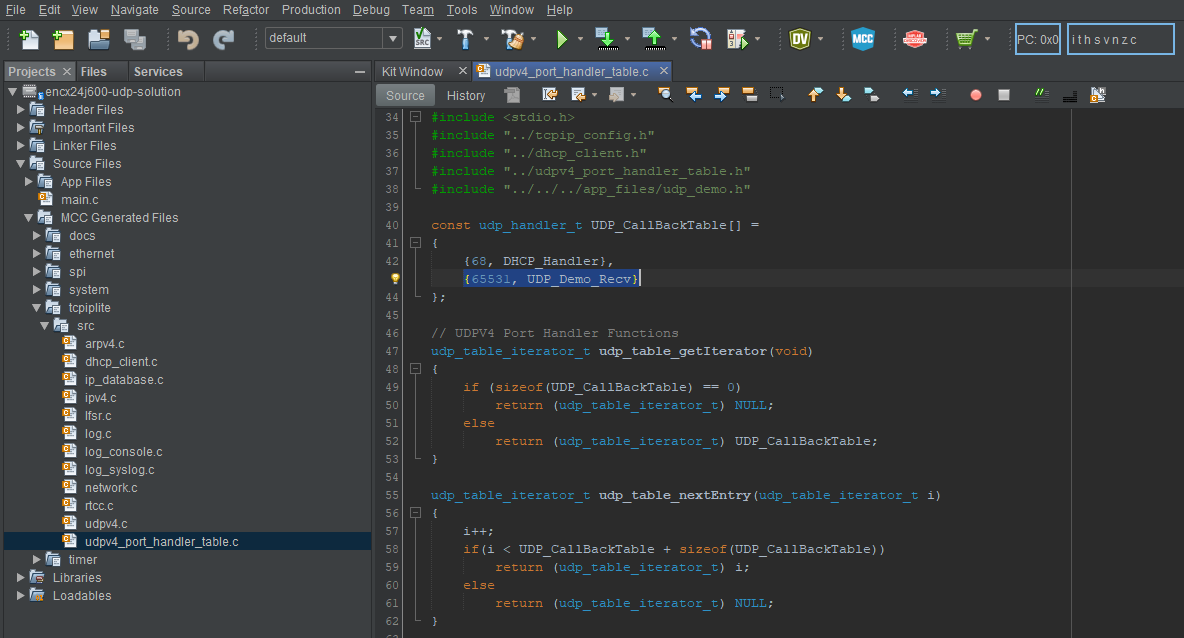 File Edit View Navigate Source Refactor Production Debug Team Tools Window Help
default SRC DV MCC PC: 0x0 ithsvnzc
Projects Files Services
encx24j600-udp-solution
Header Files
Important Files
Linker Files
Source Files
App Files
main.c
MCC Generated Files
docs
ethernet
spi
system
tcpiplite
src
arpv4.c
dhcp_client.c
ip_database.c
ipv4.c
lfsr.c
log.c
log_console.c
log_syslog.c
network.c
rtcc.c
udpv4.c
udpv4_port_handler_table.c
timer
Libraries
Loadables
Kit Window udpv4_port_handler_table.c
Source History
34 #include <stdio.h>
35 #include "../tcpip_config.h"
36 #include "../dhcp_client.h"
37 #include "../udpv4_port_handler_table.h"
38 #include "../../../app_files/udp_demo.h"
39
40 const udp_handler_t UDP_CallBackTable[] =
41 {
42 {68, DHCP_Handler},
{65531, UDP_Demo_Recv}
44 };
45
46 // UDPV4 Port Handler Functions
47 udp_table_iterator_t udp_table_getIterator(void)
48 {
49 if (sizeof(UDP_CallBackTable) == 0)
50 return (udp_table_iterator_t) NULL;
51 else
52 return (udp_table_iterator_t) UDP_CallBackTable;
53 }
54
55 udp_table_iterator_t udp_table_nextEntry(udp_table_iterator_t i)
56 {
57 i++;
58 if(i < UDP_CallBackTable + sizeof(UDP_CallBackTable))
59 return (udp_table_iterator_t) i;
60 else
61 return (udp_table_iterator_t) NULL;
62 }